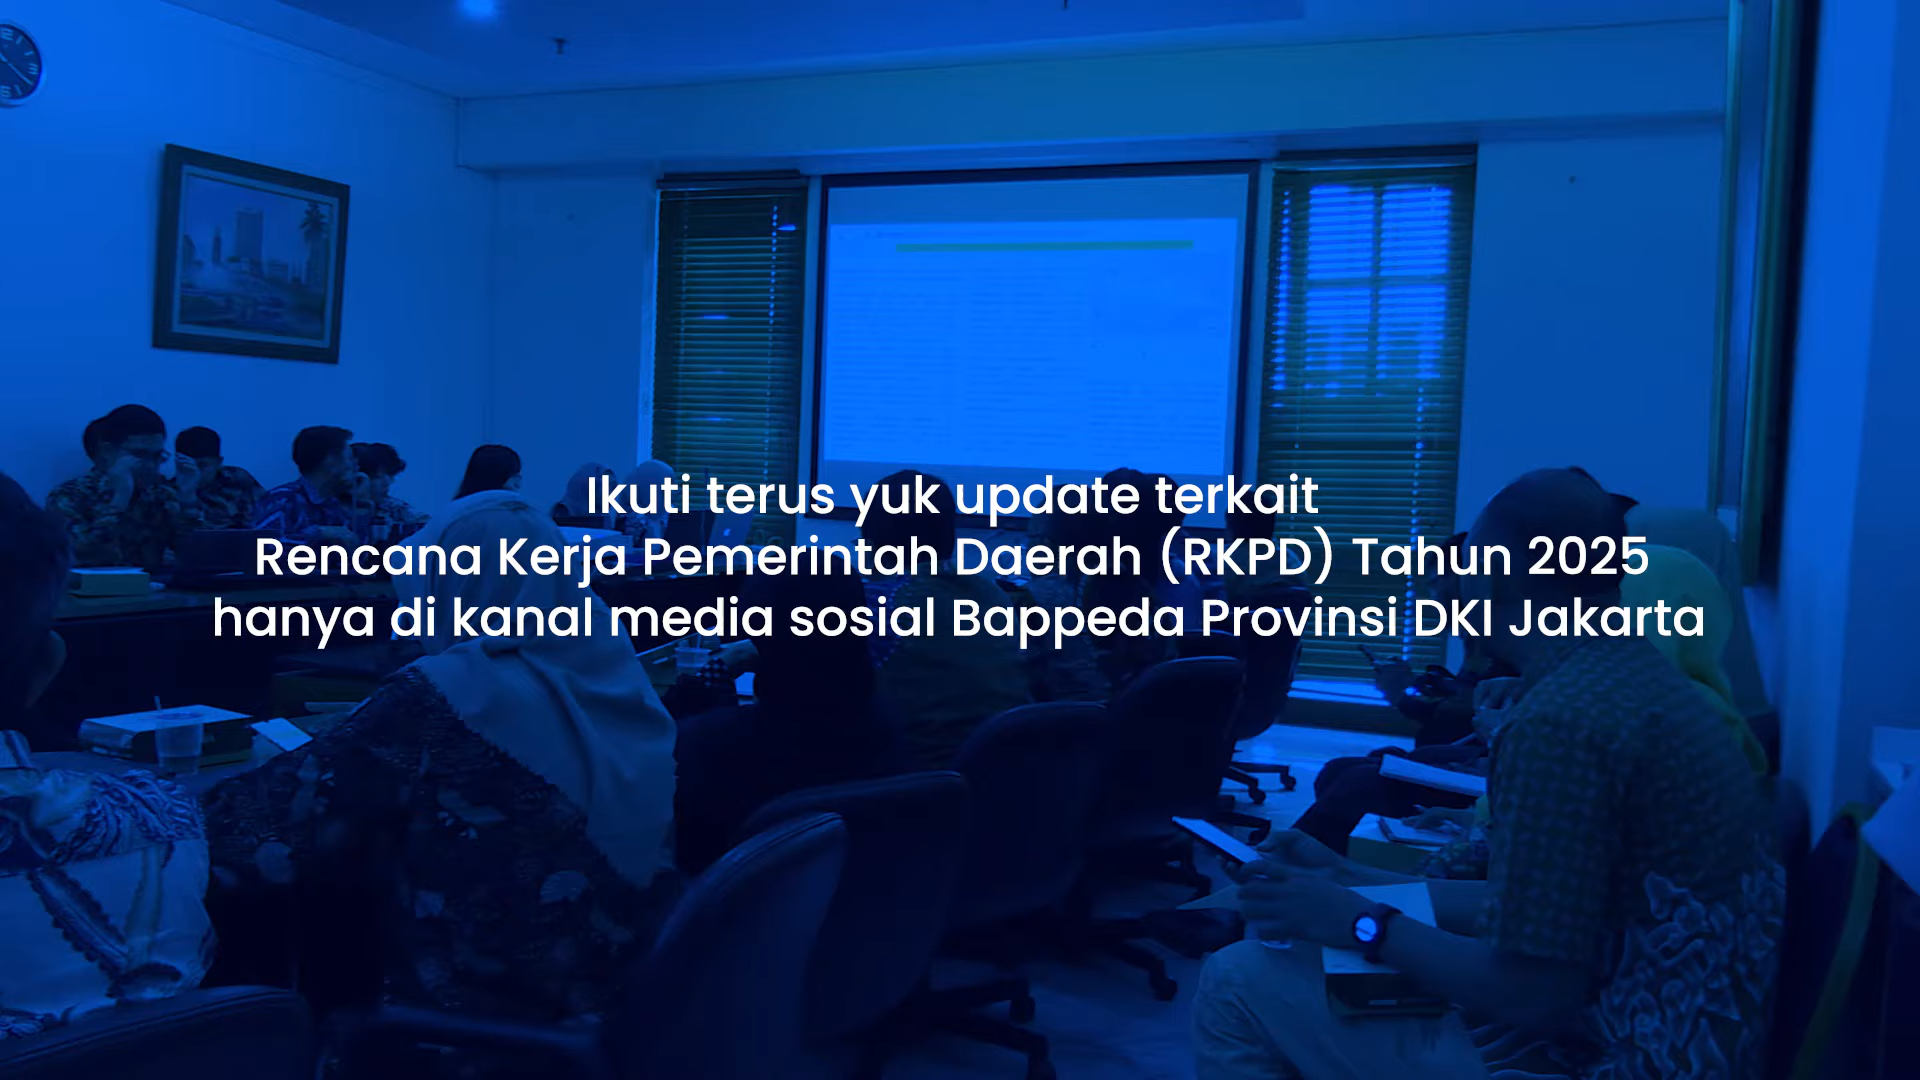 Ikuti terus yuk update terkait
Rencana Kerja Pemerintah Daerah (RKPD) Tahun 2025
hanya di kanal media sosial Bappeda Provinsi DKI Jakarta